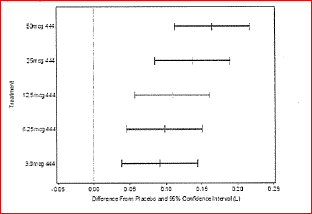 50mcg 444
25mcg 444
12.5mcg 444
6.25mcg 444
3.0mcg 444
Treatment
-0.05 0.00 0.05 0.10 0.15 0.20 0.25
Difference From Placebo and 95% Confidence Interval (L)